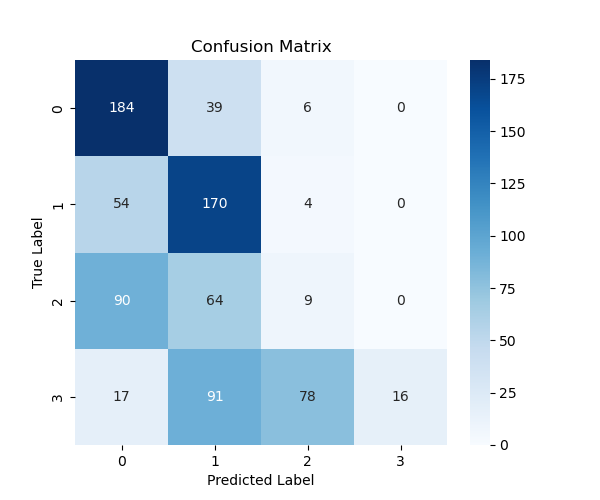 Confusion Matrix
True Label
0 184 39 6 0
1 54 170 4 0
2 90 64 9 0
3 17 91 78 16
0 1 2 3
Predicted Label
175
150
125
100
75
50
25
0